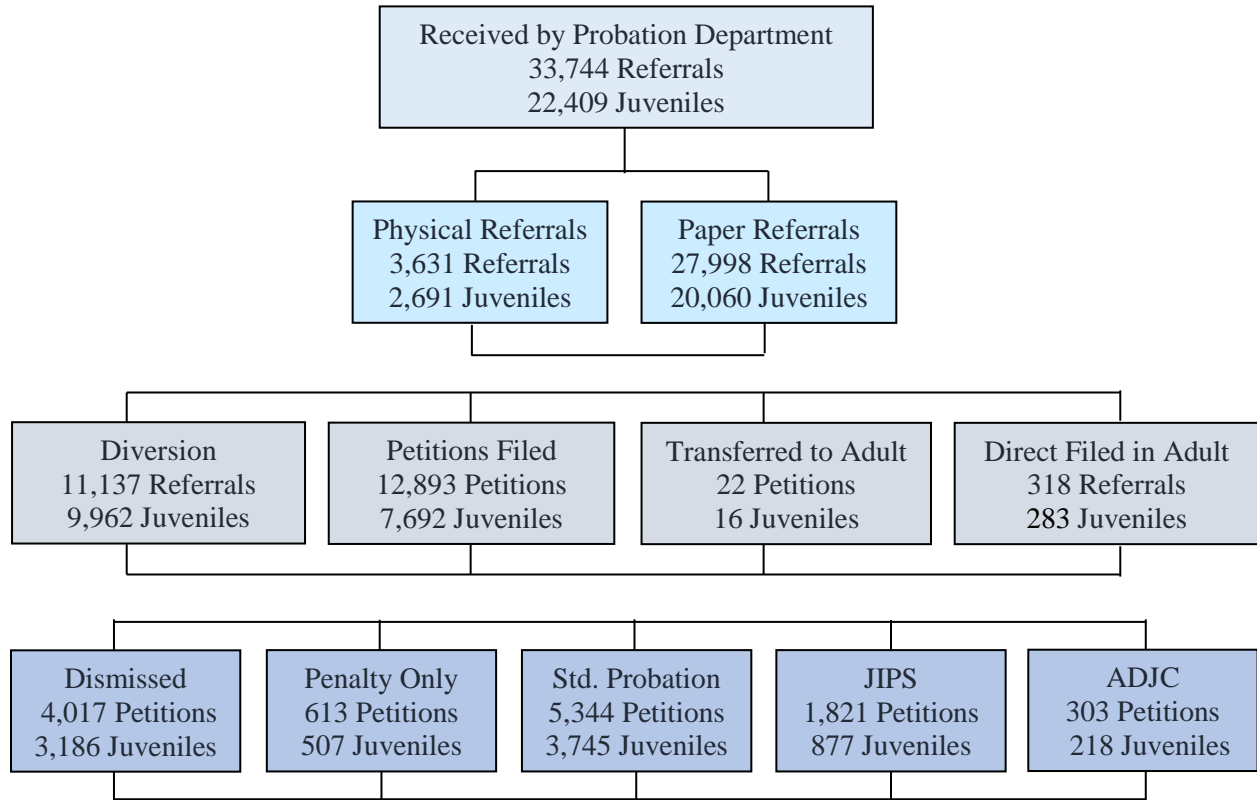 Received by Probation Department
33,744 Referrals
22,409 Juveniles
Physical Referrals
3,631 Referrals
2,691 Juveniles
Paper Referrals
27,998 Referrals
20,060 Juveniles
Diversion
11,137 Referrals
9,962 Juveniles
Petitions Filed
12,893 Petitions
7,692 Juveniles
Transferred to Adult
22 Petitions
16 Juveniles
Direct Filed in Adult
318 Referrals
283 Juveniles
Dismissed
4,017 Petitions
3,186 Juveniles
Penalty Only
613 Petitions
507 Juveniles
Std. Probation
5,344 Petitions
3,745 Juveniles
JIPS
1,821 Petitions
877 Juveniles
ADJC
303 Petitions
218 Juveniles